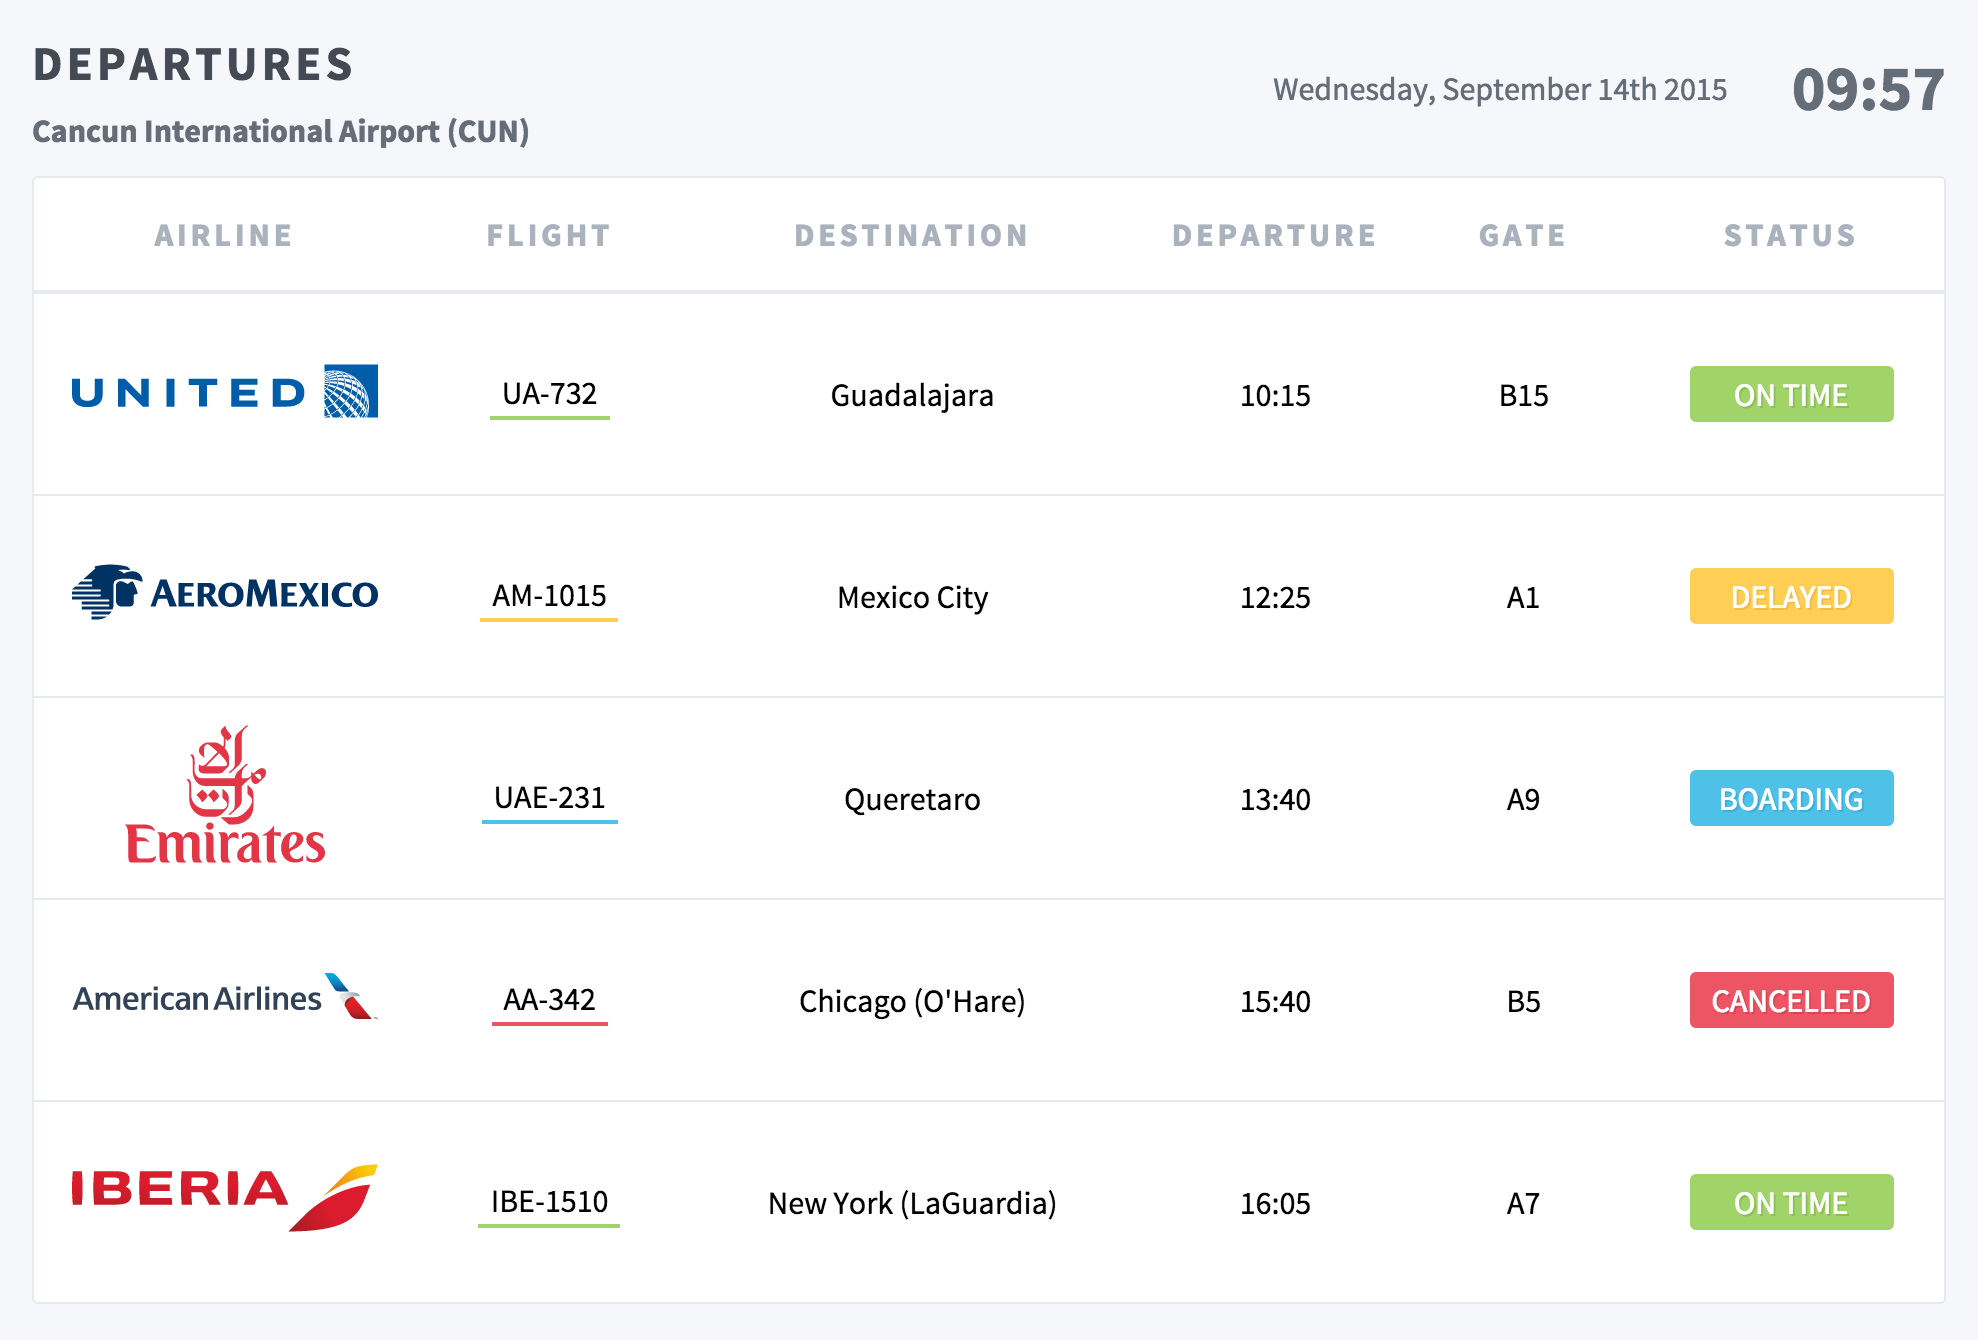 DEPARTURES
Cancun International Airport (CUN)
Wednesday, September 14th 2015 09:57
AIRLINE FLIGHT DESTINATION DEPARTURE GATE STATUS
UNITED UA-732 Guadalajara 10:15 B15 ON TIME
AEROMEXICO AM-1015 Mexico City 12:25 A1 DELAYED
Emirates UAE-231 Queretaro 13:40 A9 BOARDING
American Airlines AA-342 Chicago (O'Hare) 15:40 B5 CANCELLED
IBERIA IBE-1510 New York (LaGuardia) 16:05 A7 ON TIME